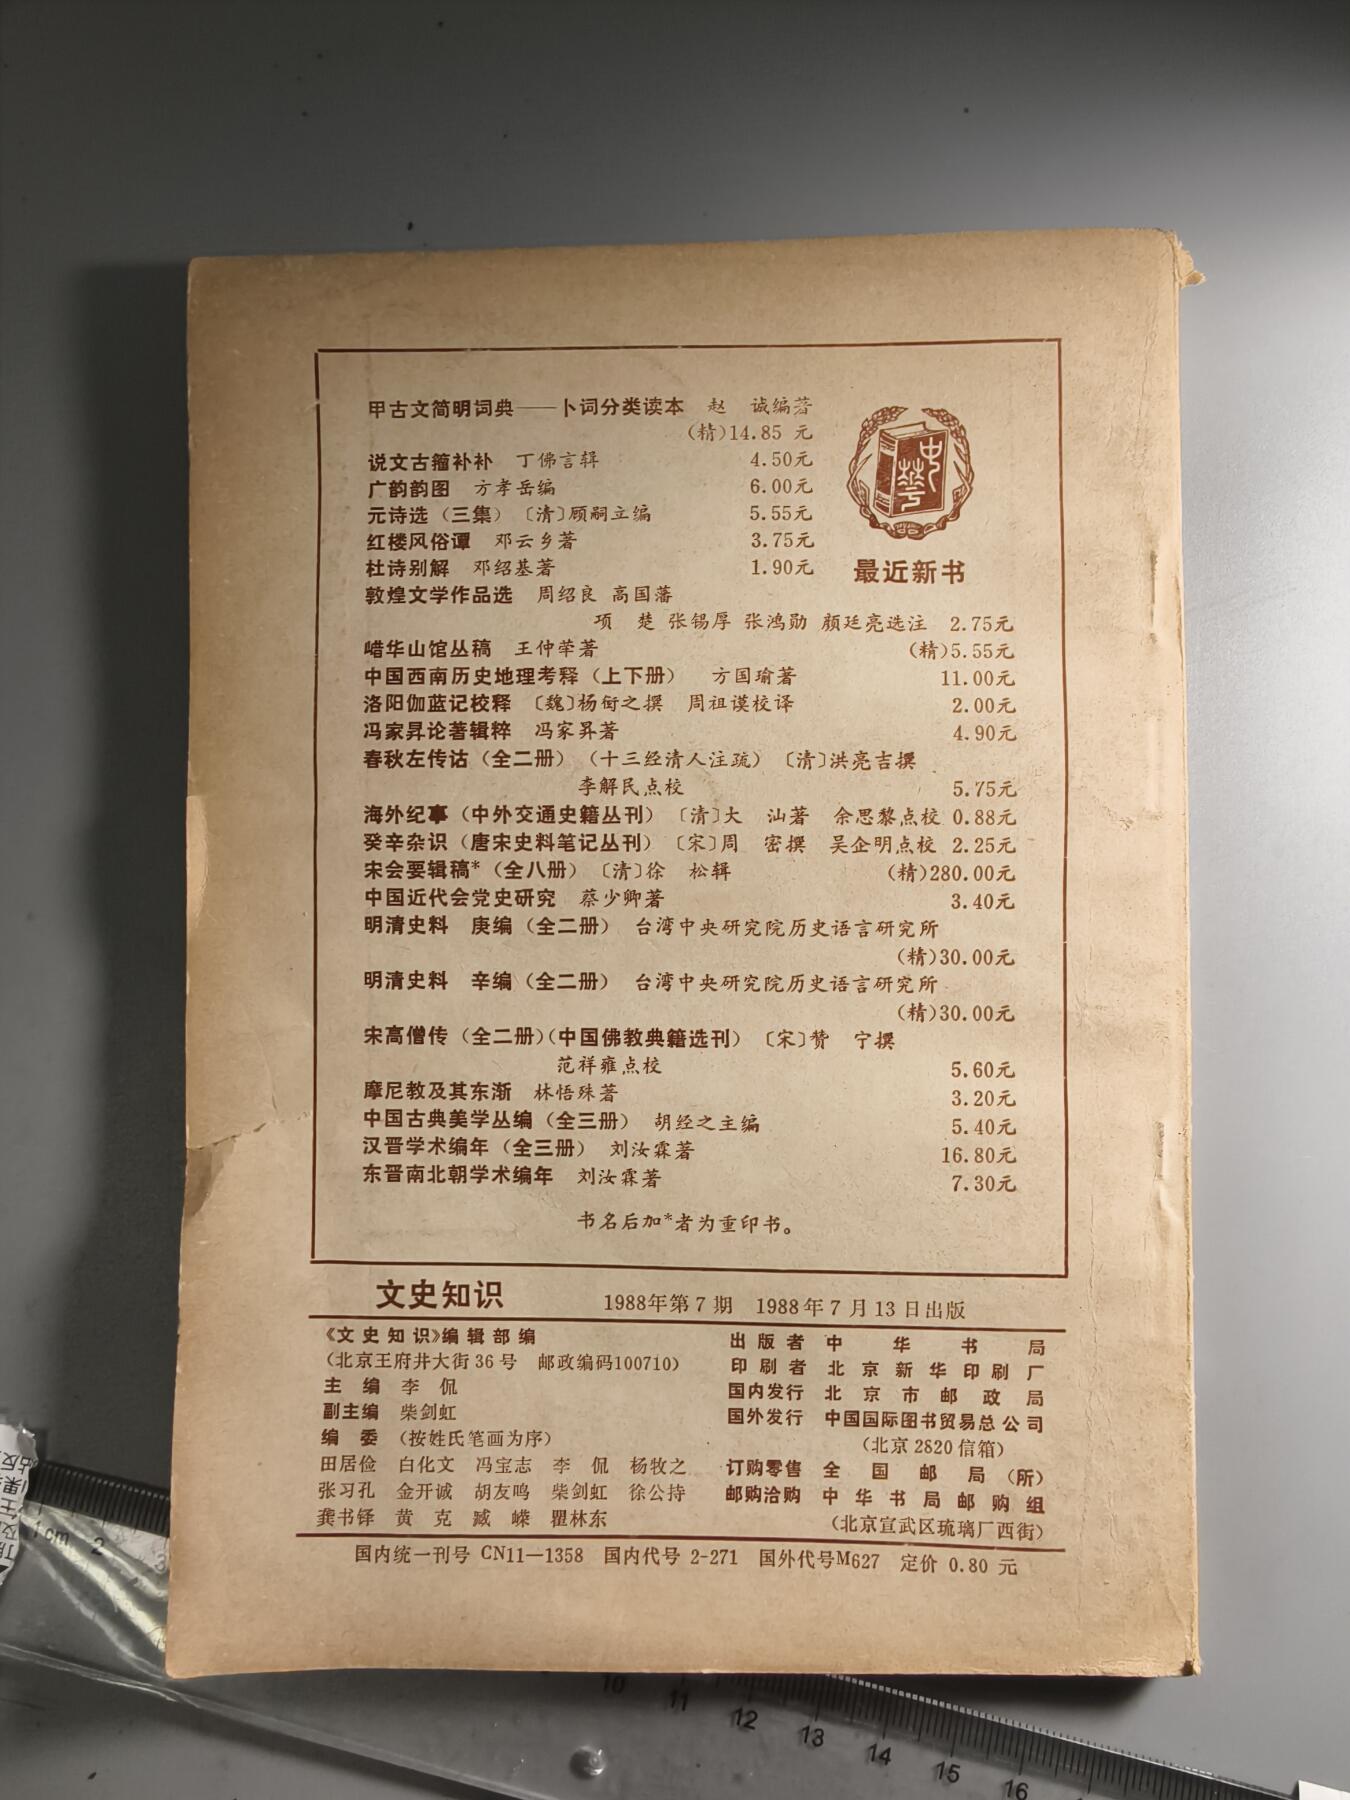 甲古文简明词典——卜词分类读本 赵 诚编著
(精)14.85 元
说文古籀补补 丁佛言辑 4.50元
广韵韵图 方孝岳编 6.00元
元诗选（三集）〔清〕顾嗣立编 5.55元
红楼风俗谭 邓云乡著 3.75元
杜诗别解 邓绍基著 1.90元
中华
最近新书
敦煌文学作品选 周绍良 高国藩
项 楚 张锡厚 张鸿勋 颜廷亮选注 2.75元
㟙华山馆丛稿 王仲荦著 (精)5.55元
中国西南历史地理考释（上下册） 方国瑜著 11.00元
洛阳伽蓝记校释 〔魏〕杨衒之撰 周祖谟校译 2.00元
冯家昇论著辑粹 冯家昇著 4.90元
春秋左传诂（全二册）（十三经清人注疏）〔清〕洪亮吉撰
李解民点校 5.75元
海外纪事（中外交通史籍丛刊）〔清〕大 汕著 余思黎点校 0.88元
癸辛杂识（唐宋史料笔记丛刊）〔宋〕周 密撰 吴企明点校 2.25元
宋会要辑稿*（全八册）〔清〕徐 松辑 (精)280.00元
中国近代会党史研究 蔡少卿著 3.40元
明清史料 庚编（全二册） 台湾中央研究院历史语言研究所
(精)30.00元
明清史料 辛编（全二册） 台湾中央研究院历史语言研究所
(精)30.00元
宋高僧传（全二册）（中国佛教典籍选刊）〔宋〕赞 宁撰
范祥雍点校 5.60元
摩尼教及其东渐 林悟殊著 3.20元
中国古典美学丛编（全三册） 胡经之主编 5.40元
汉晋学术编年（全三册） 刘汝霖著 16.80元
东晋南北朝学术编年 刘汝霖著 7.30元
书名后加*者为重印书。
文史知识 1988年第7期 1988年7月13日出版
《文史知识》编辑部编
（北京王府井大街36号 邮政编码100710）
主 编 李 侃
副主编 柴剑虹
编 委 （按姓氏笔画为序）
田居俭 白化文 冯宝志 李 侃 杨牧之
张习孔 金开诚 胡友鸣 柴剑虹 徐公持
龚书铎 黄 克 臧 嵘 瞿林东
出版者 中华书局
印刷者 北京新华印刷厂
国内发行 北京市邮政局
国外发行 中国国际图书贸易总公司
（北京2820信箱）
订购零售 全国邮局（所）
邮购洽购 中华书局邮购组
（北京宣武区琉璃厂西街）
国内统一刊号 CN11—1358 国内代号 2-271 国外代号M627 定价 0.80 元
1cm 2 3
10 11 12 13 14 15 16